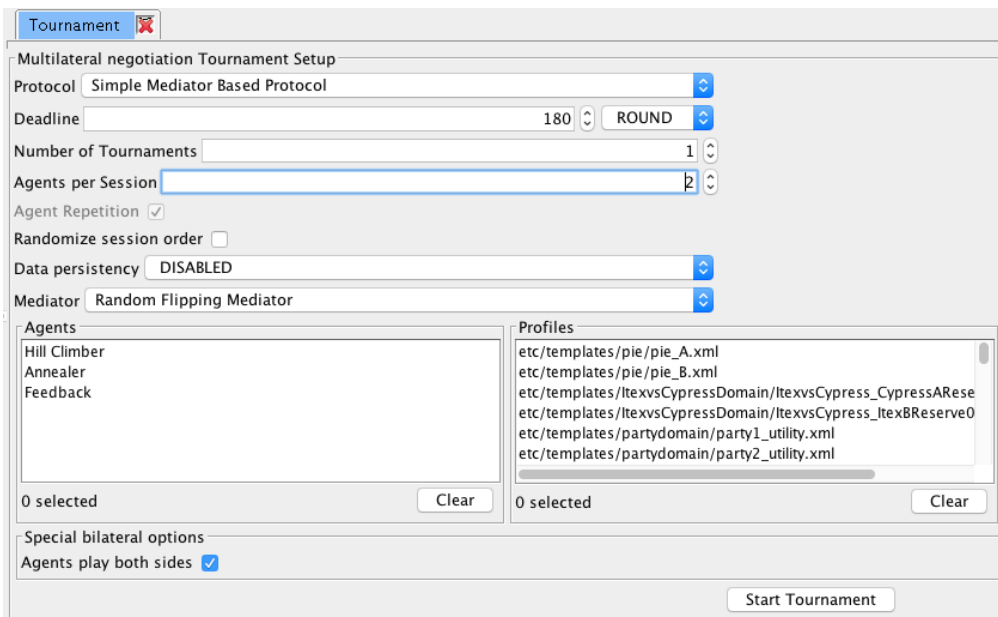 Tournament
Multilateral negotiation Tournament Setup
Protocol Simple Mediator Based Protocol
Deadline 180 ROUND
Number of Tournaments 1
Agents per Session 2
Agent Repetition
Randomize session order
Data persistency DISABLED
Mediator Random Flipping Mediator
Agents
Hill Climber
Annealer
Feedback
0 selected Clear
Profiles
etc/templates/pie/pie_A.xml
etc/templates/pie/pie_B.xml
etc/templates/ItexvsCypressDomain/ItexvsCypress_CypressARese
etc/templates/ItexvsCypressDomain/ItexvsCypress_ItexBReserve0
etc/templates/partydomain/party1_utility.xml
etc/templates/partydomain/party2_utility.xml
0 selected Clear
Special bilateral options
Agents play both sides
Start Tournament